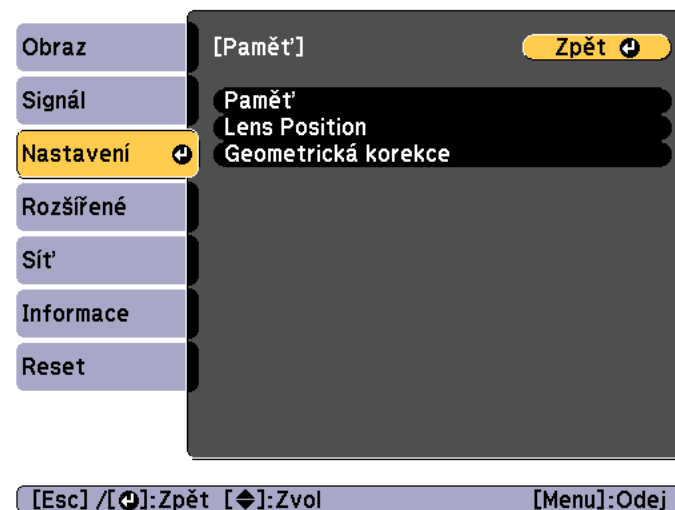 Obraz
Signál
Nastavení
Rozšířené
Síť
Informace
Reset
[Paměť] Zpět
Paměť
Lens Position
Geometrická korekce
[Esc] /[ ]:Zpět [ ]:Zvol [Menu]:Odej